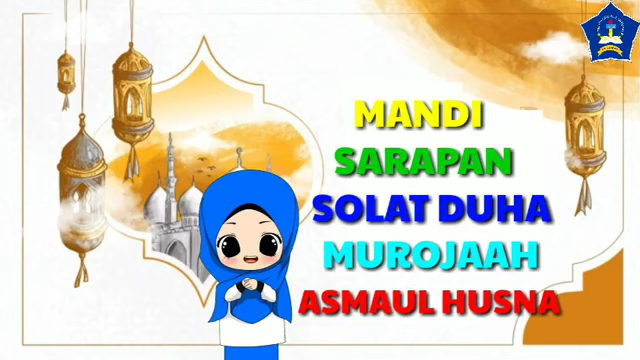 MANDI
SARAPAN
SOLAT DUHA
MUROJAAH
ASMAUL HUSNA